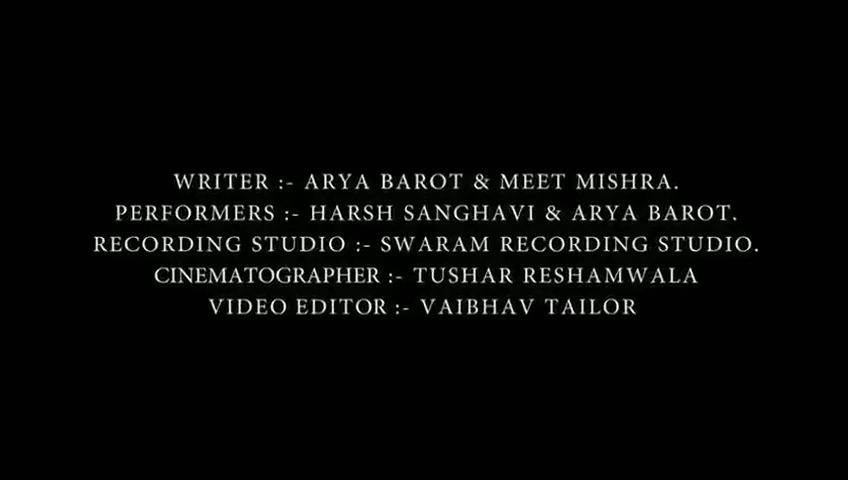 WRITER :- ARYA BAROT & MEET MISHRA.
PERFORMERS :- HARSH SANGHAVI & ARYA BAROT.
RECORDING STUDIO :- SWARAM RECORDING STUDIO.
CINEMATOGRAPHER :- TUSHAR RESHAMWALA
VIDEO EDITOR :- VAIBHAV TAILOR